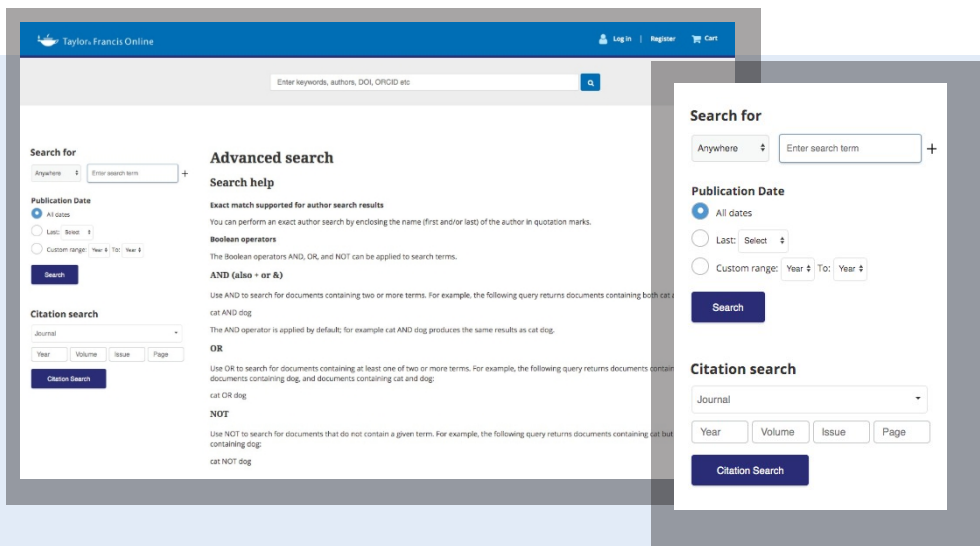 Taylor & Francis Online
Log in | Register Cart
Enter keywords, authors, DOI, ORCID etc
Search for
Anywhere Enter search term +
Publication Date
All dates
Last: Select
Custom range: Year To: Year
Search
Citation search
Journal
Year Volume Issue Page
Citation Search
Advanced search
Search help
Exact match supported for author search results
You can perform an exact author search by enclosing the name (first and/or last) of the author in quotation marks.
Boolean operators
The Boolean operators AND, OR, and NOT can be applied to search terms.
AND (also + or &)
Use AND to search for documents containing two or more terms. For example, the following query returns documents containing both cat
cat AND dog
The AND operator is applied by default; for example cat AND dog produces the same results as cat dog.
OR
Use OR to search for documents containing at least one of two or more terms. For example, the following query returns documents
documents containing dog, and documents containing cat and dog:
cat OR dog
NOT
Use NOT to search for documents that do not contain a given term. For example, the following query returns documents containing cat but
containing dog:
cat NOT dog
Search for
Anywhere Enter search term +
Publication Date
All dates
Last: Select
Custom range: Year To: Year
Search
Citation search
Journal
Year Volume Issue Page
Citation Search